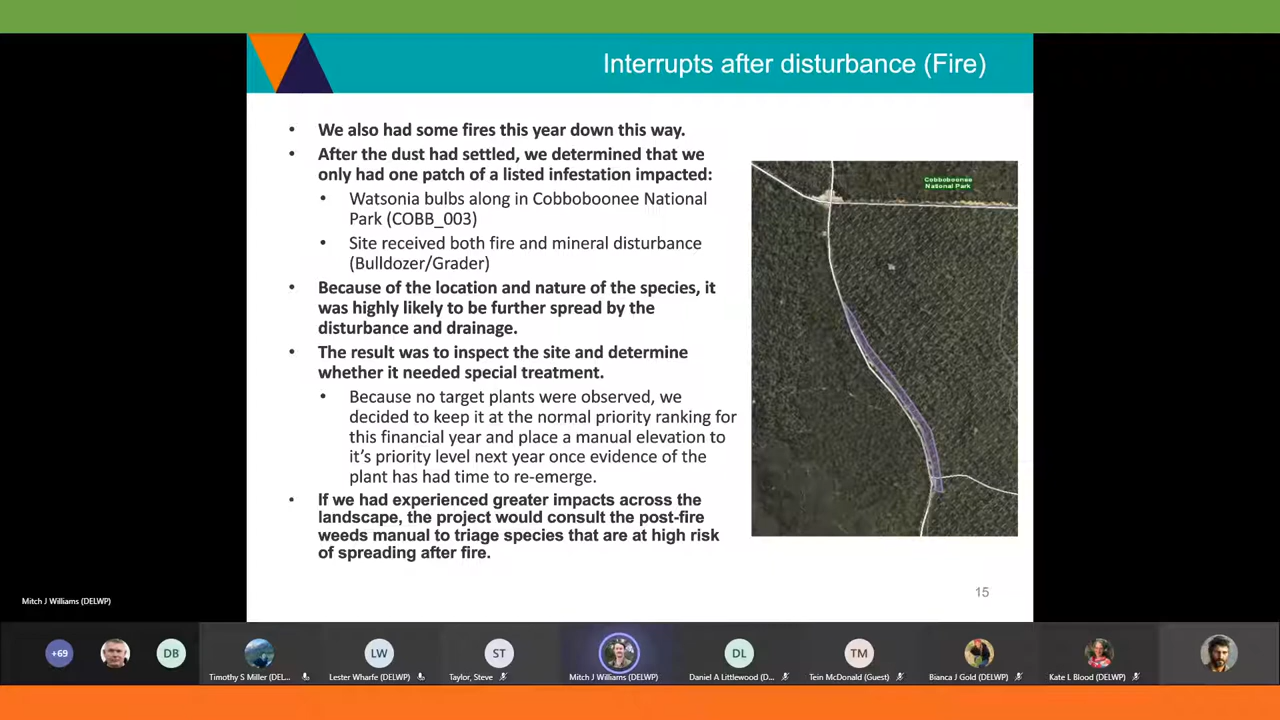 Interrupts after disturbance (Fire)
• We also had some fires this year down this way.
• After the dust had settled, we determined that we
only had one patch of a listed infestation impacted:
• Watsonia bulbs along in Cobboboonee National
Park (COBB_003)
• Site received both fire and mineral disturbance
(Bulldozer/Grader)
• Because of the location and nature of the species, it
was highly likely to be further spread by the
disturbance and drainage.
• The result was to inspect the site and determine
whether it needed special treatment.
• Because no target plants were observed, we
decided to keep it at the normal priority ranking for
this financial year and place a manual elevation to
it's priority level next year once evidence of the
plant has had time to re-emerge.
• If we had experienced greater impacts across the
landscape, the project would consult the post-fire
weeds manual to triage species that are at high risk
of spreading after fire.
Cobboboonee
National Park
15
Mitch J Williams (DELWP)
+69
DB
LW
ST
DL
TM
Timothy S Miller (DEL...
Lester Wharfe (DELWP)
Taylor, Steve
Mitch J Williams (DELWP)
Daniel A Littlewood (D...
Tein McDonald (Guest)
Bianca J Gold (DELWP)
Kate L Blood (DELWP)